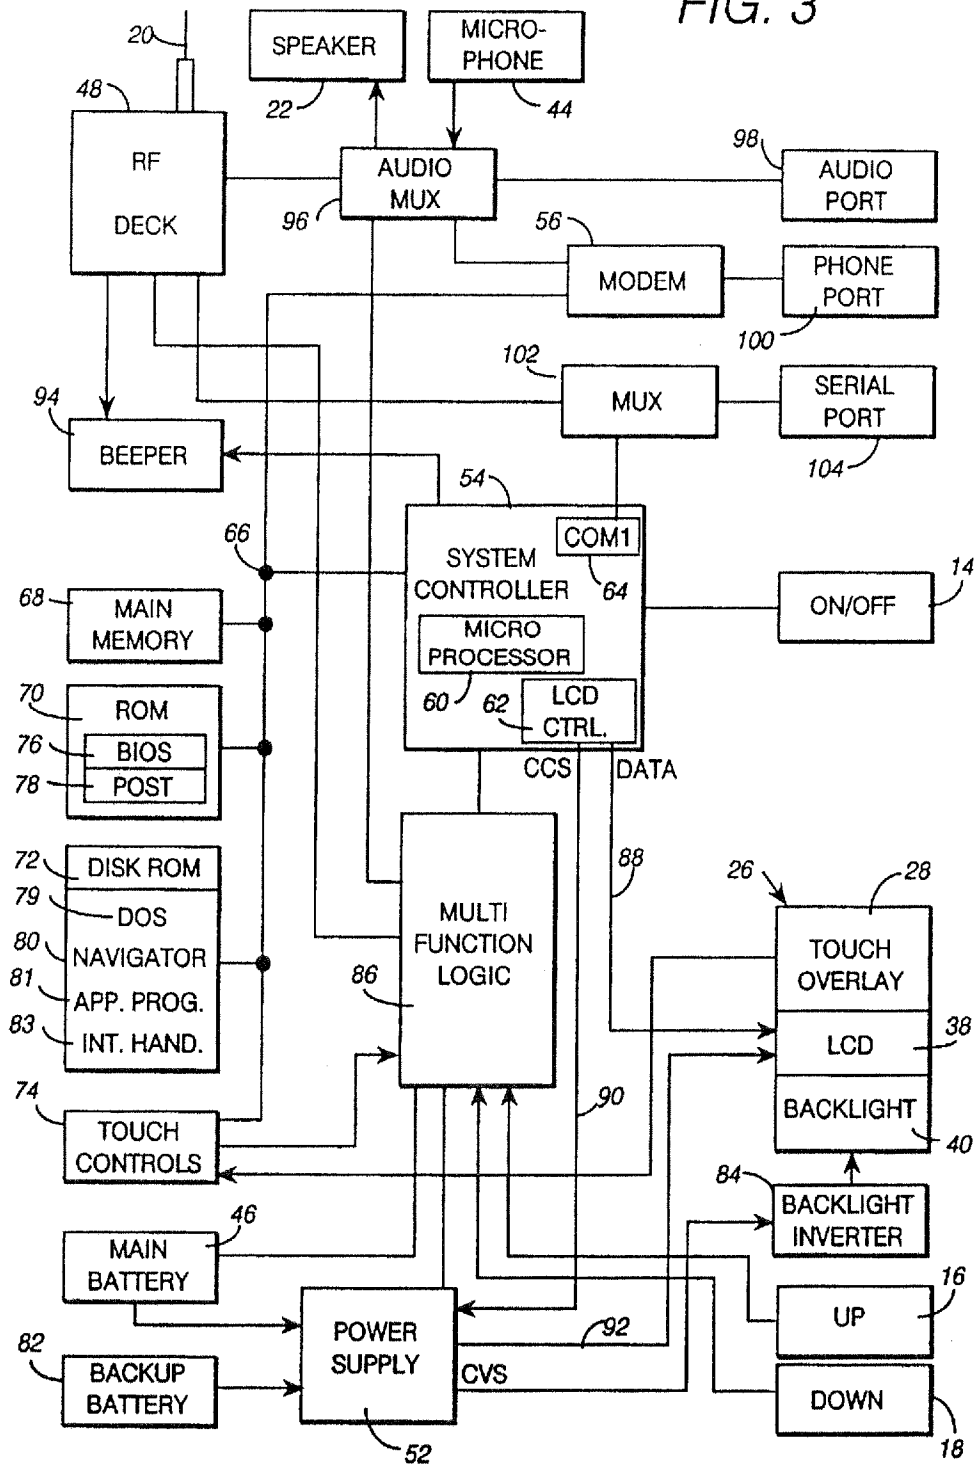 FIG. 3
20
SPEAKER
22
MICRO-
PHONE
44
48
RF
DECK
AUDIO
MUX
96
98
AUDIO
PORT
56
MODEM
PHONE
PORT
100
102
MUX
SERIAL
PORT
104
94
BEEPER
54
COM1
64
SYSTEM
CONTROLLER
MICRO
PROCESSOR
60
62
LCD
CTRL.
66
14
ON/OFF
68
MAIN
MEMORY
70
ROM
76
BIOS
78
POST
CCS
DATA
72
DISK ROM
79
DOS
80
NAVIGATOR
81
APP. PROG.
83
INT. HAND.
MULTI
FUNCTION
LOGIC
86
88
26
28
TOUCH
OVERLAY
LCD
38
BACKLIGHT
40
90
74
TOUCH
CONTROLS
84
BACKLIGHT
INVERTER
46
MAIN
BATTERY
16
UP
POWER
SUPPLY
92
CVS
82
BACKUP
BATTERY
52
DOWN
18